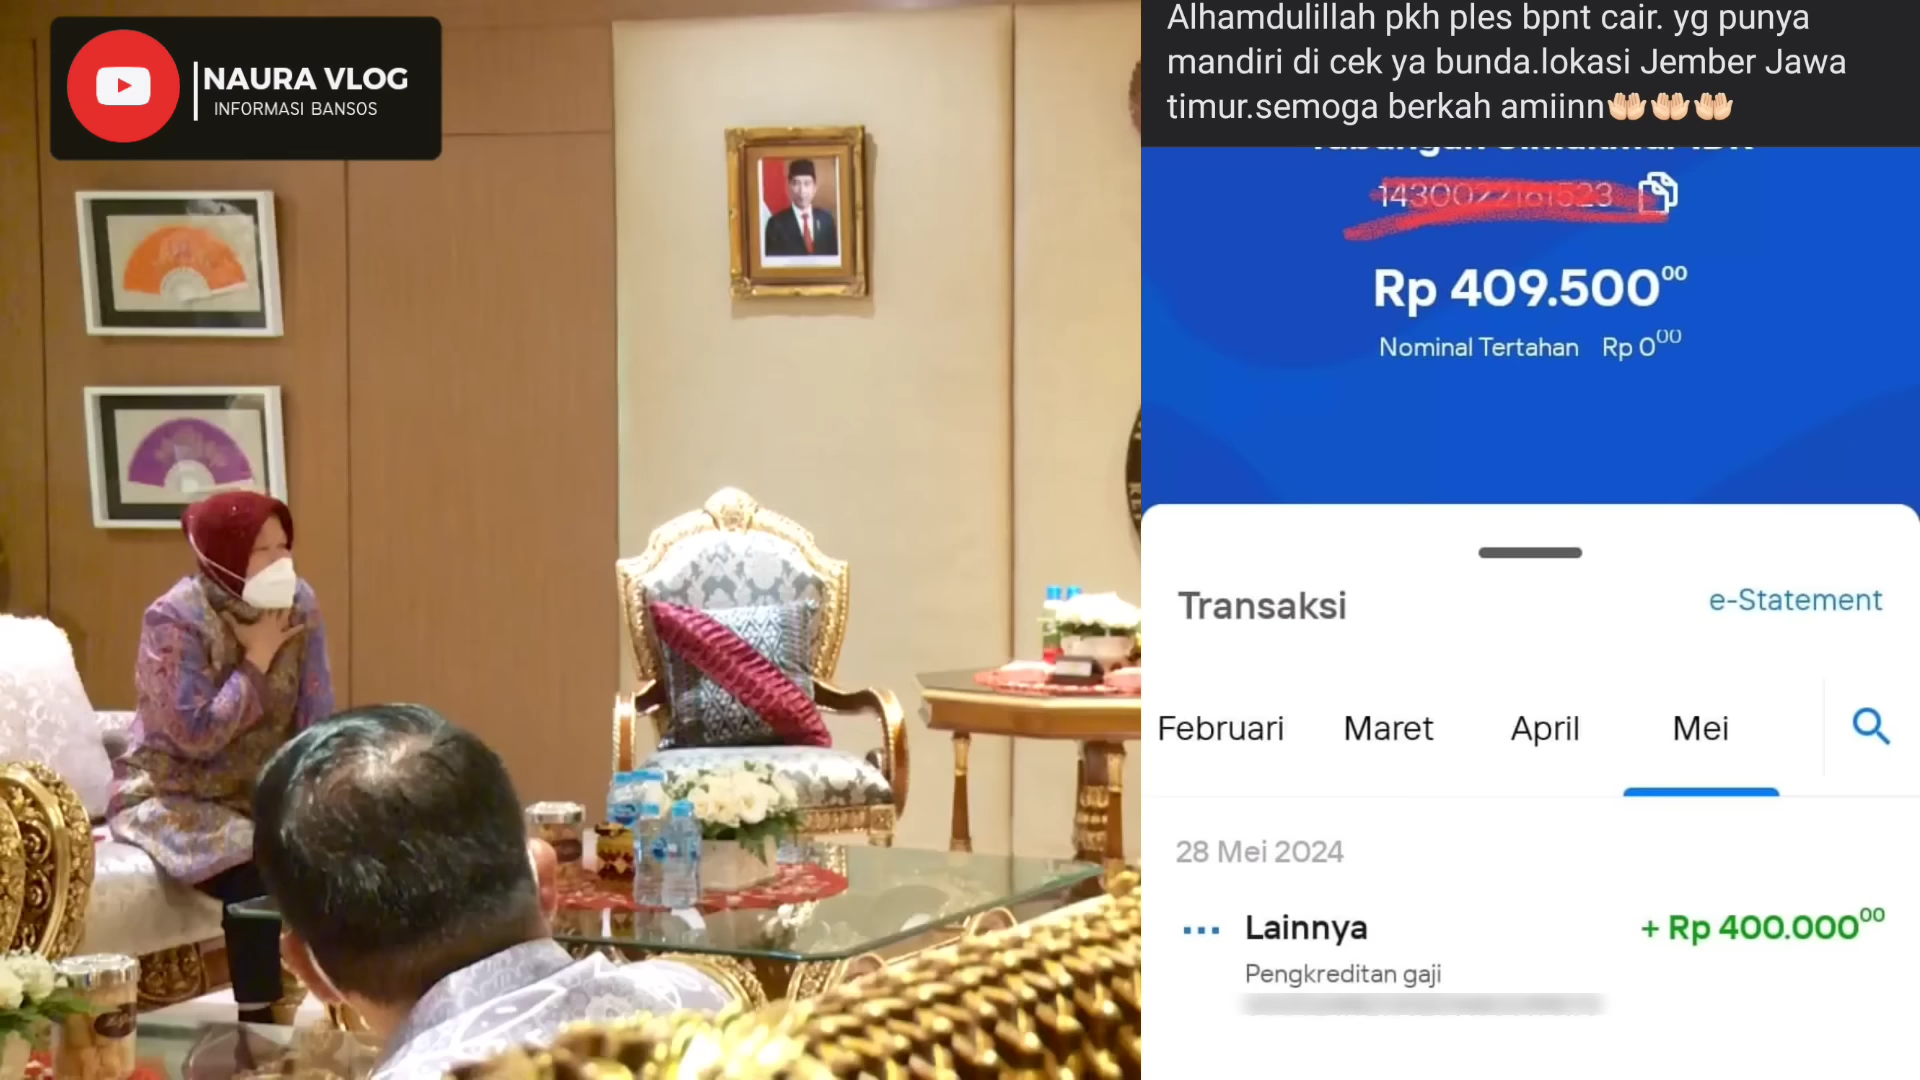 NAURA VLOG
INFORMASI BANSOS
Alhamdulillah pkh ples bpnt cair. yg punya
mandiri di cek ya bunda.lokasi Jember Jawa
timur.semoga berkah amiinn🤲🏻🤲🏻🤲🏻
Rp 409.500⁰⁰
Nominal Tertahan Rp 0⁰⁰
Transaksi
e-Statement
Februari Maret April Mei
28 Mei 2024
Lainnya
+ Rp 400.000⁰⁰
Pengkreditan gaji